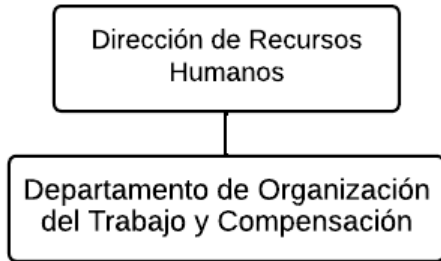 Dirección de Recursos
Humanos
Departamento de Organización
del Trabajo y Compensación